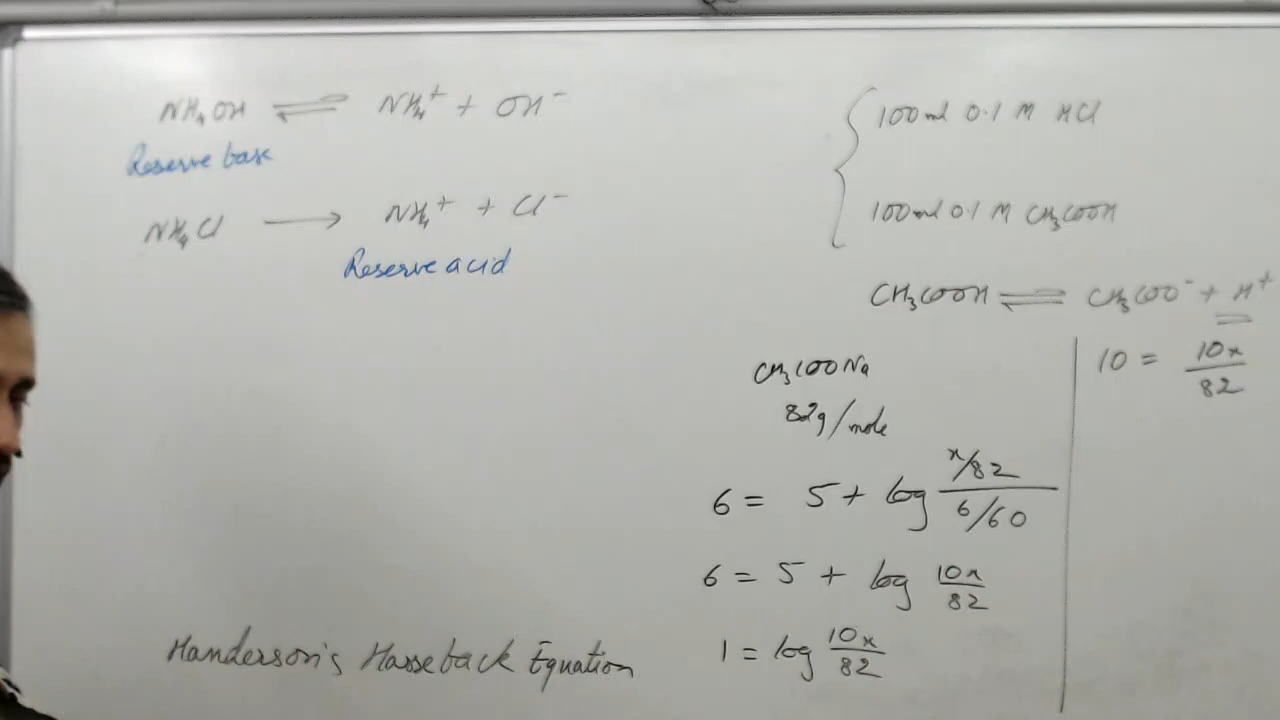 NH₄OH ⇌ NH₄⁺ + OH⁻
Reserve base
NH₄Cl ⟶ NH₄⁺ + Cl⁻
Reserve acid
100ml 0.1 M HCl
100ml 0.1 M CH₃COOH
CH₃COOH ⇌ CH₃COO⁻ + H⁺
CH₃COONa
82g/mole
6 = 5 + log (x/82)/(6/60)
6 = 5 + log 10x/82
1 = log 10x/82
10 = 10x/82
Handerson's Hasseback Equation